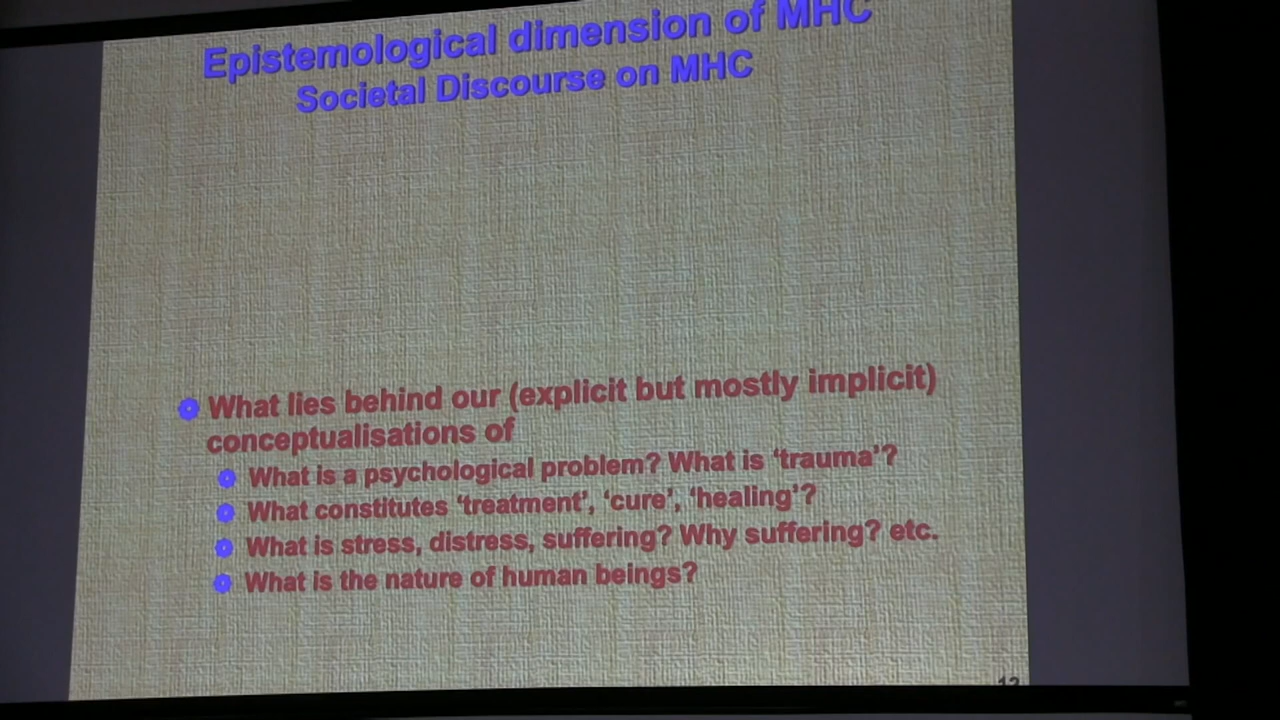 Epistemological dimension of MHC
Societal Discourse on MHC
What lies behind our (explicit but mostly implicit)
conceptualisations of
What is a psychological problem? What is ‘trauma’?
What constitutes ‘treatment’, ‘cure’, ‘healing’?
What is stress, distress, suffering? Why suffering? etc.
What is the nature of human beings?